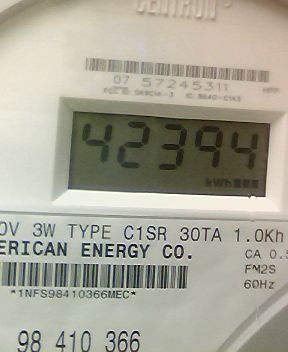 CENTRON®
07 57245311
42394
kWh
0V 3W TYPE C1SR 30TA 1.0Kh
ERICAN ENERGY CO.
CA 0.5
FM2S
60Hz
*1NFS98410366MEC*
98 410 366